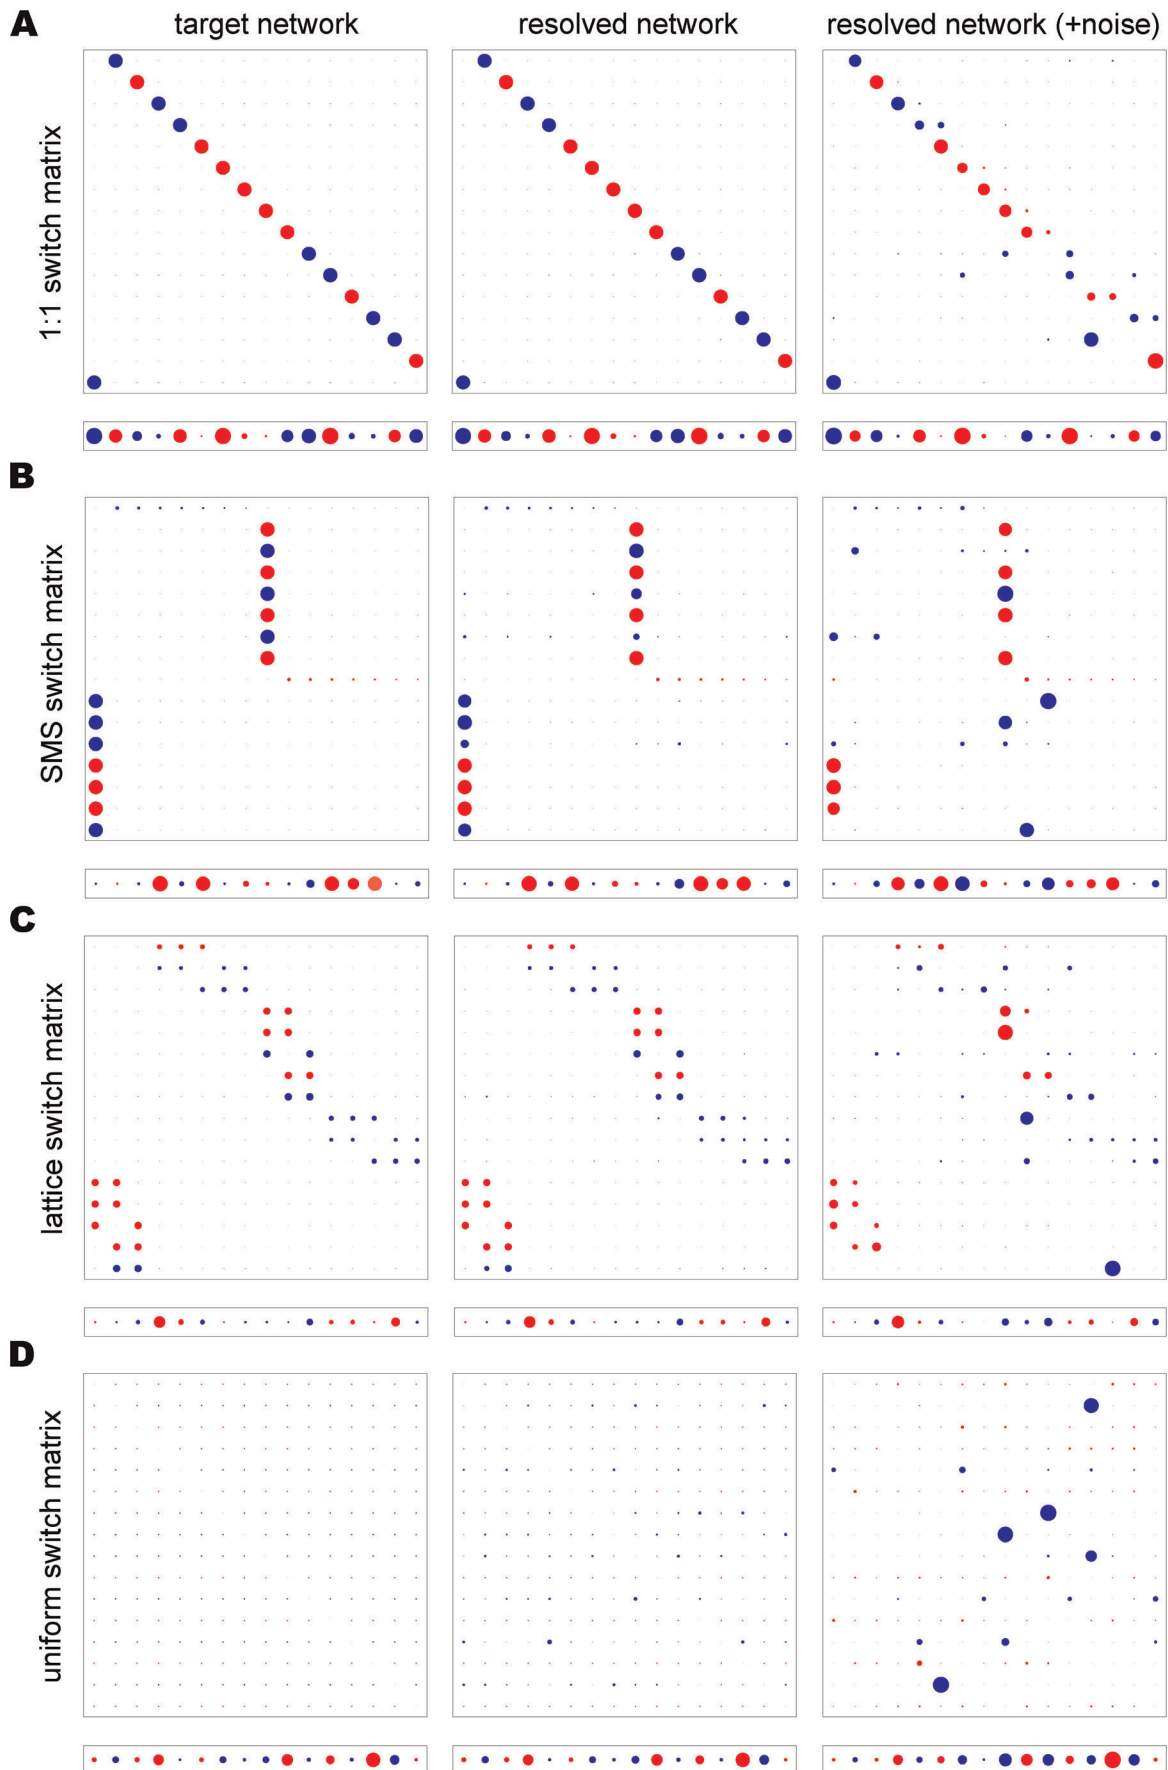 A
target network
resolved network
resolved network (+noise)
1:1 switch matrix
B
SMS switch matrix
C
lattice switch matrix
D
uniform switch matrix